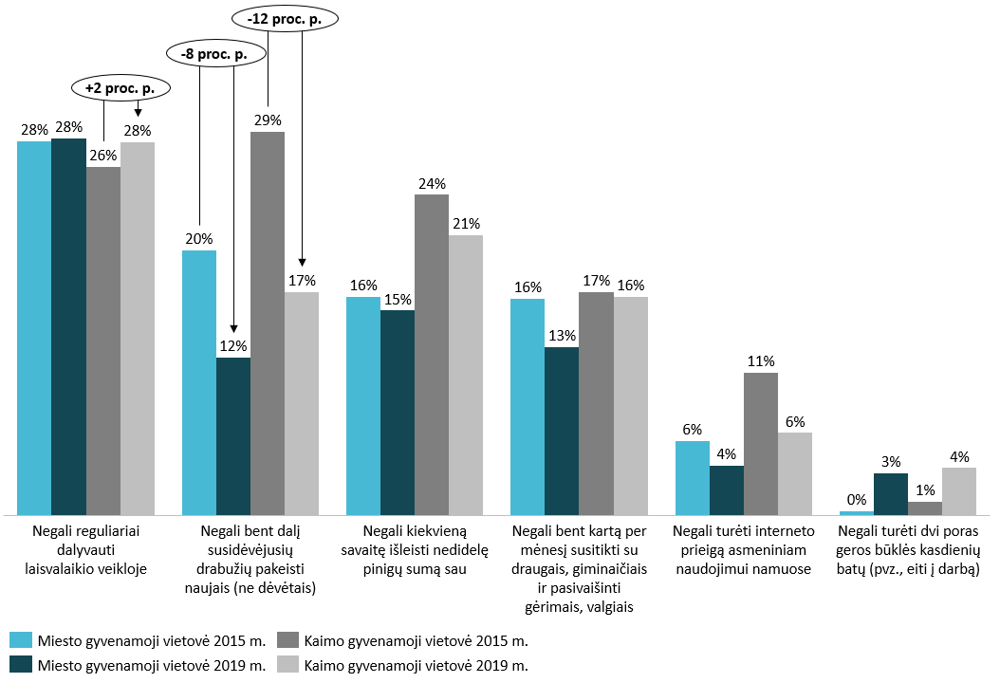 -12 proc. p.
-8 proc. p.
+2 proc. p.
28%
28%
26%
28%
20%
12%
29%
17%
16%
15%
24%
21%
16%
13%
17%
16%
6%
4%
11%
6%
0%
3%
1%
4%
Negali reguliariai
dalyvauti
laisvalaikio veikloje
Negali bent dalį
susidėvėjusių
drabužių pakeisti
naujais (ne dėvėtais)
Negali kiekvieną
savaitę išleisti nedidelę
pinigų sumą sau
Negali bent kartą per
mėnesį susitikti su
draugais, giminaičiais
ir pasivaišinti
gėrimais, valgiais
Negali turėti interneto
prieigą asmeniniam
naudojimui namuose
Negali turėti dvi poras
geros būklės kasdienių
batų (pvz., eiti į darbą)
Miesto gyvenamoji vietovė 2015 m.
Kaimo gyvenamoji vietovė 2015 m.
Miesto gyvenamoji vietovė 2019 m.
Kaimo gyvenamoji vietovė 2019 m.